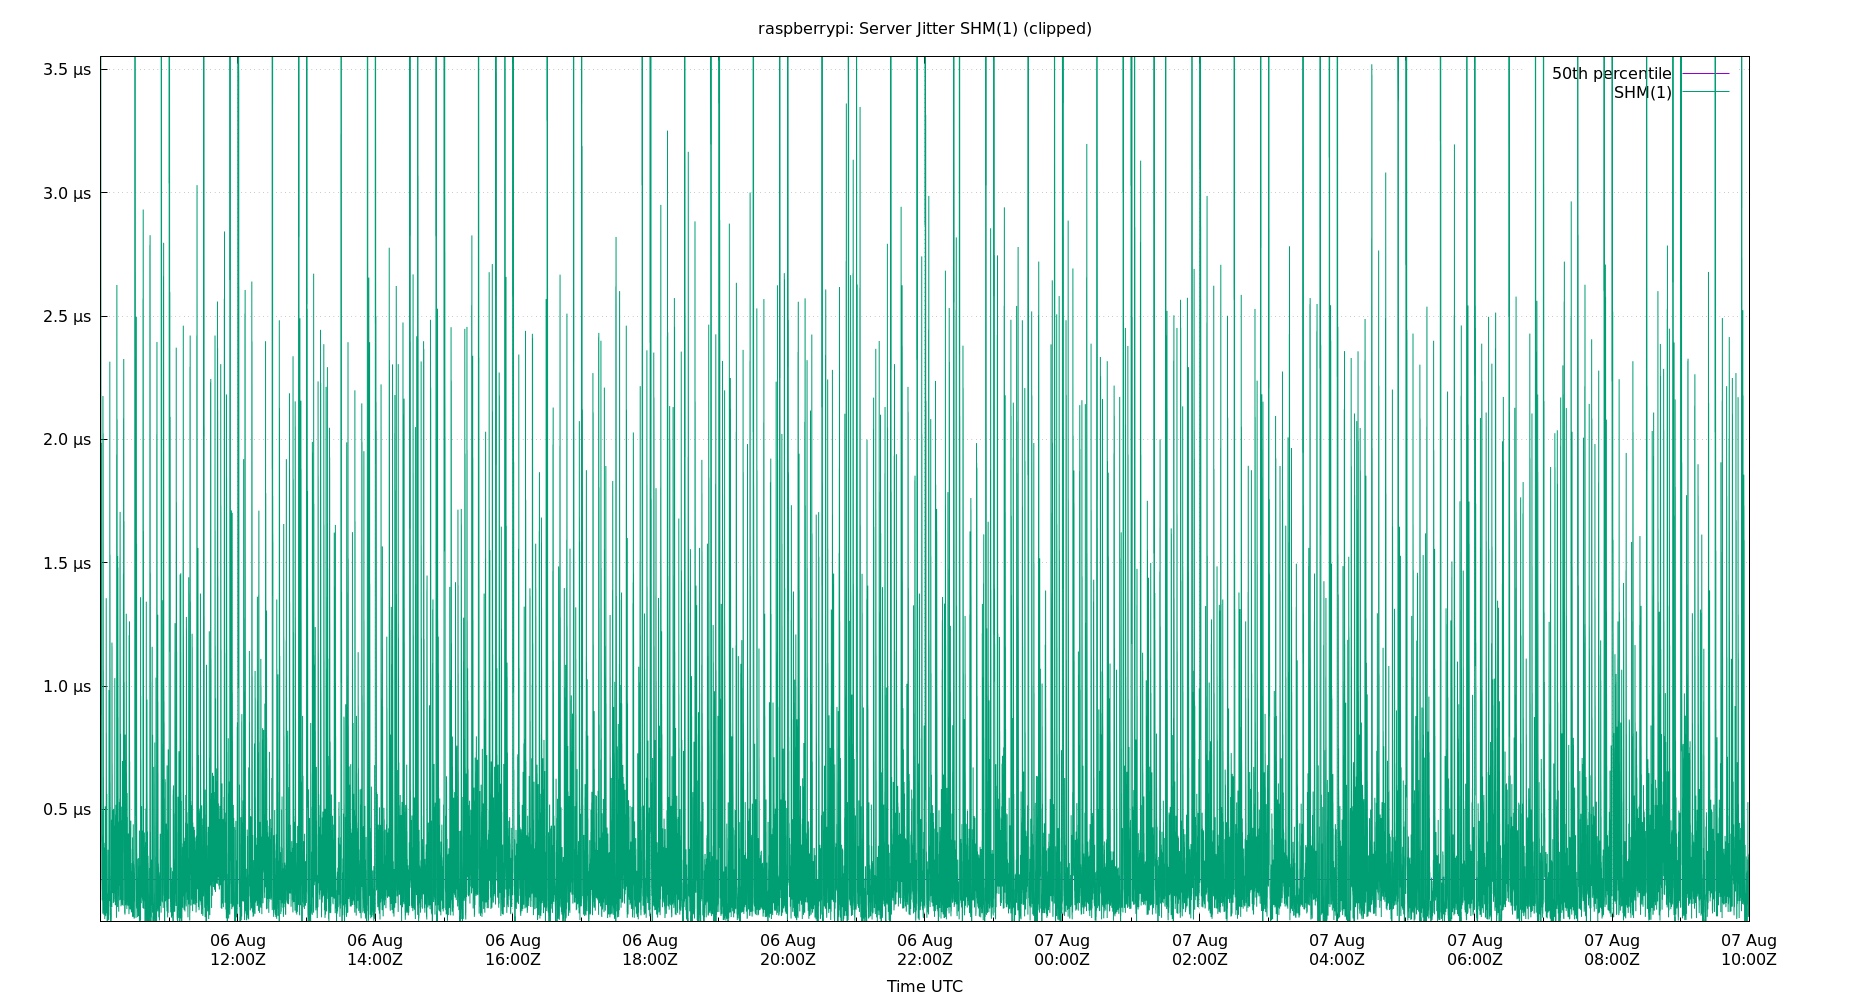 raspberrypi: Server Jitter SHM(1) (clipped)
3.5 μs
50th percentile
SHM(1)
3.0 μs
2.5 μs
2.0 μs
1.5 μs
1.0 μs
0.5 μs
06 Aug 06 Aug 06 Aug 06 Aug 06 Aug 06 Aug 07 Aug 07 Aug 07 Aug 07 Aug 07 Aug 07 Aug
12:00Z 14:00Z 16:00Z 18:00Z 20:00Z 22:00Z 00:00Z 02:00Z 04:00Z 06:00Z 08:00Z 10:00Z
Time UTC